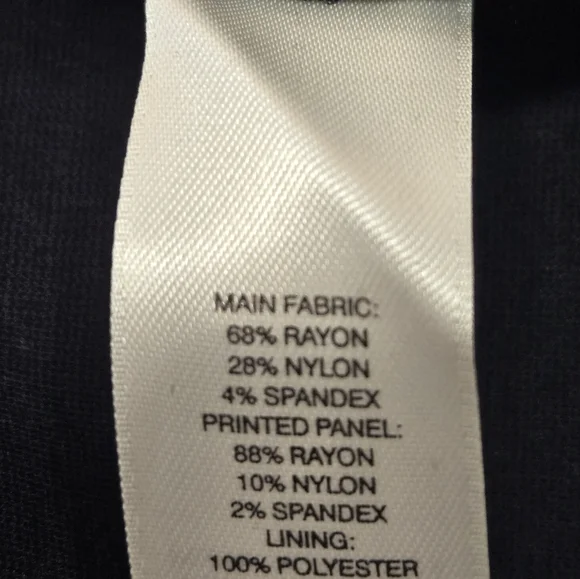 MAIN FABRIC:
68% RAYON
28% NYLON
4% SPANDEX
PRINTED PANEL:
88% RAYON
10% NYLON
2% SPANDEX
LINING:
100% POLYESTER